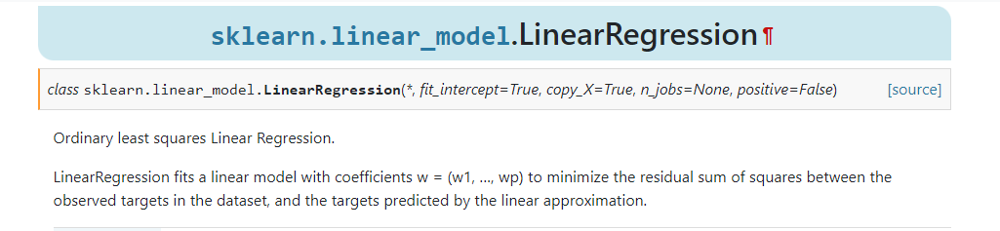 sklearn.linear_model.LinearRegression¶
class sklearn.linear_model.LinearRegression(*, fit_intercept=True, copy_X=True, n_jobs=None, positive=False) [source]
Ordinary least squares Linear Regression.
LinearRegression fits a linear model with coefficients w = (w1, …, wp) to minimize the residual sum of squares between the
observed targets in the dataset, and the targets predicted by the linear approximation.